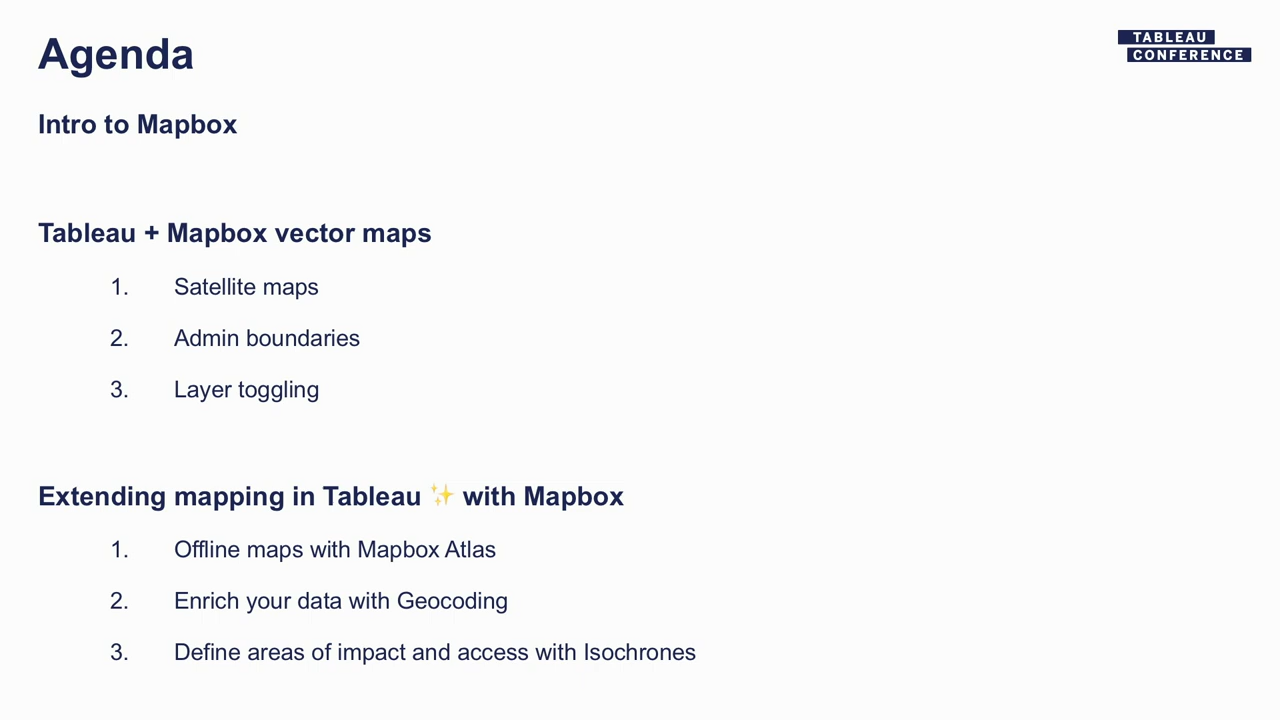 Agenda
TABLEAU
CONFERENCE
Intro to Mapbox
Tableau + Mapbox vector maps
1. Satellite maps
2. Admin boundaries
3. Layer toggling
Extending mapping in Tableau ✨ with Mapbox
1. Offline maps with Mapbox Atlas
2. Enrich your data with Geocoding
3. Define areas of impact and access with Isochrones